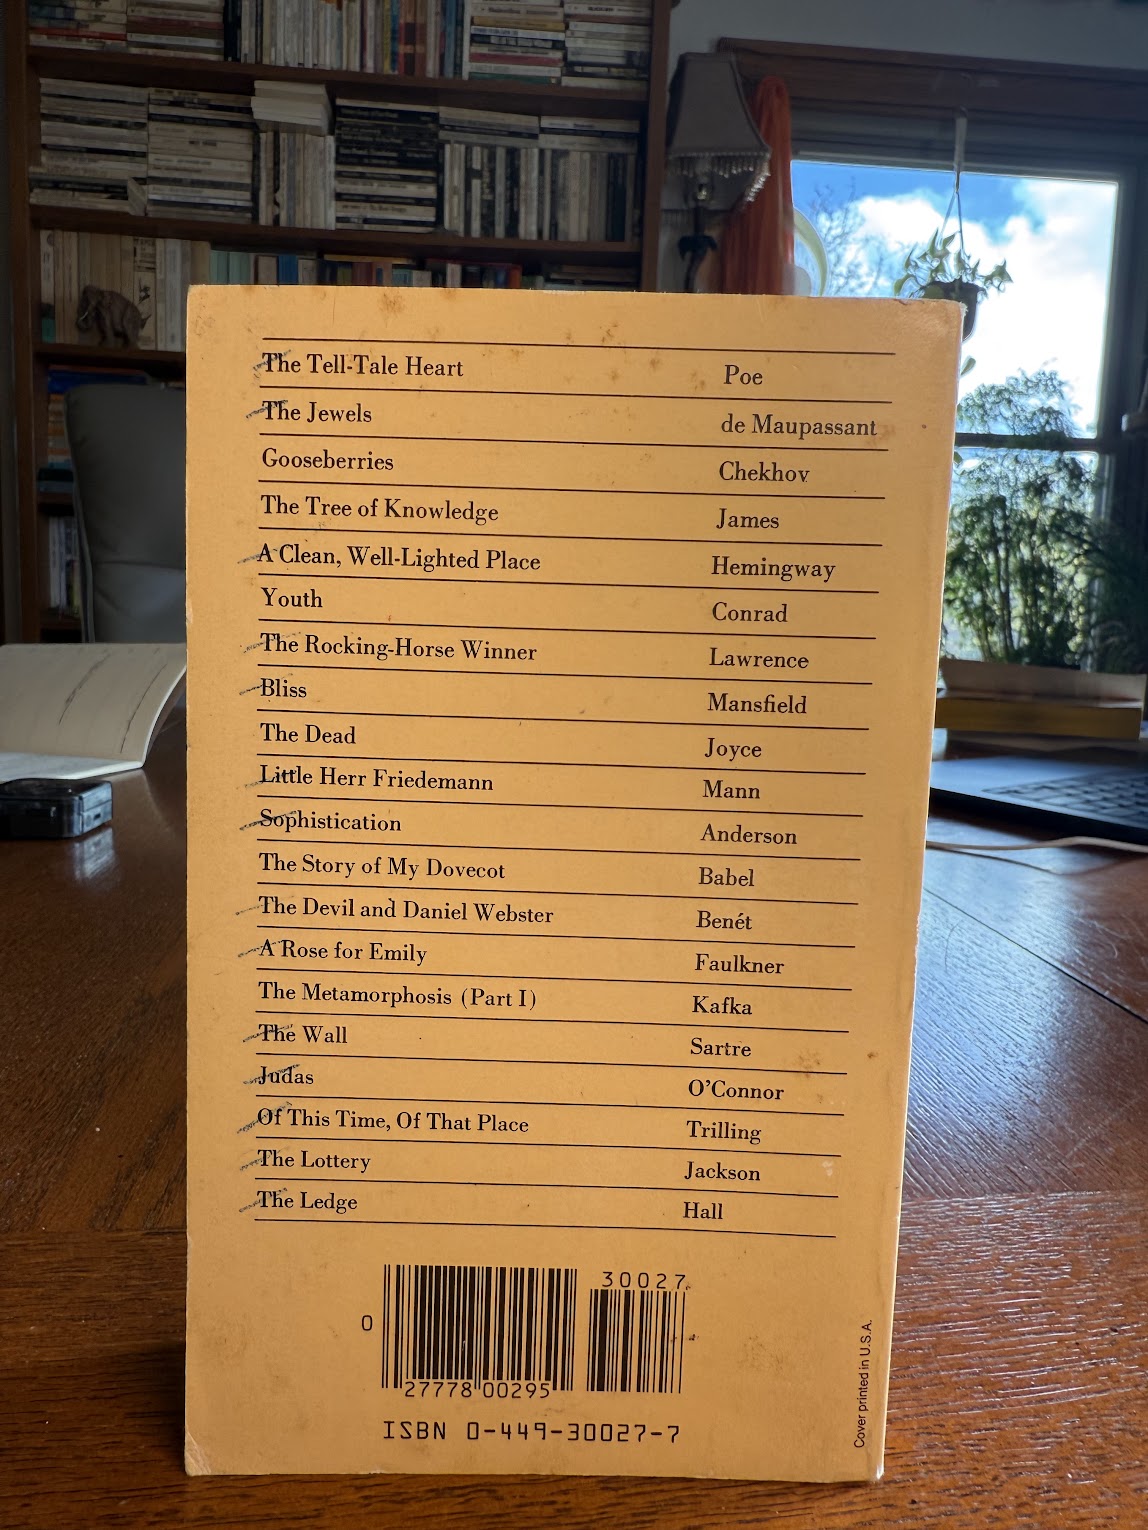 The Tell-Tale Heart Poe
The Jewels de Maupassant
Gooseberries Chekhov
The Tree of Knowledge James
A Clean, Well-Lighted Place Hemingway
Youth Conrad
The Rocking-Horse Winner Lawrence
Bliss Mansfield
The Dead Joyce
Little Herr Friedemann Mann
Sophistication Anderson
The Story of My Dovecot Babel
The Devil and Daniel Webster Benét
A Rose for Emily Faulkner
The Metamorphosis (Part I) Kafka
The Wall Sartre
Judas O'Connor
Of This Time, Of That Place Trilling
The Lottery Jackson
The Ledge Hall
30027
0
27778 00295
ISBN 0-449-30027-7
Cover printed in U.S.A.